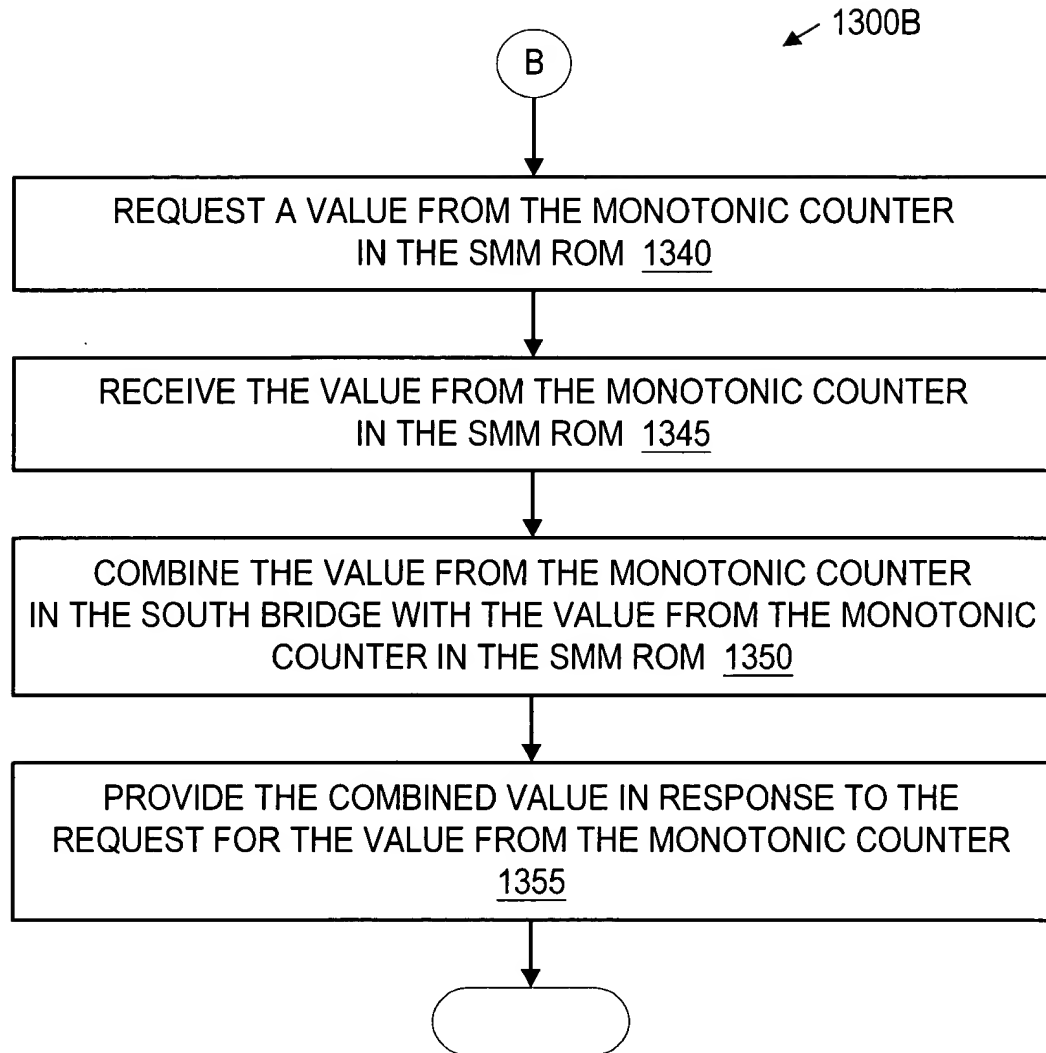 1300B
B
REQUEST A VALUE FROM THE MONOTONIC COUNTER
IN THE SMM ROM 1340
RECEIVE THE VALUE FROM THE MONOTONIC COUNTER
IN THE SMM ROM 1345
COMBINE THE VALUE FROM THE MONOTONIC COUNTER
IN THE SOUTH BRIDGE WITH THE VALUE FROM THE MONOTONIC
COUNTER IN THE SMM ROM 1350
PROVIDE THE COMBINED VALUE IN RESPONSE TO THE
REQUEST FOR THE VALUE FROM THE MONOTONIC COUNTER
1355